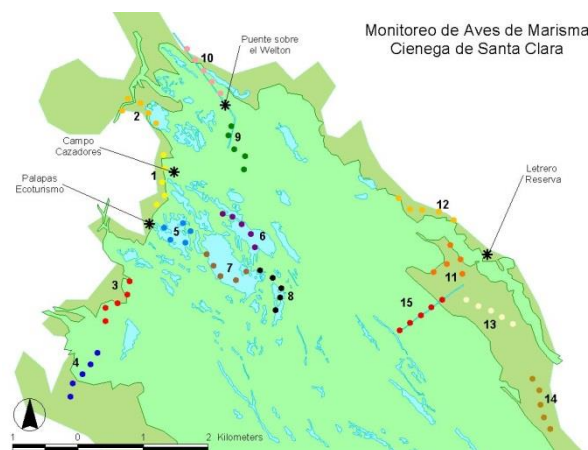 Monitoreo de Aves de Marisma
Cienega de Santa Clara
Puente sobre
el Welton
10
2
9
Campo
Cazadores
1
Palapas
Ecoturismo
5
6
7
8
3
4
12
Letrero
Reserva
11
15
13
14
1 0 1 2 Kilometers